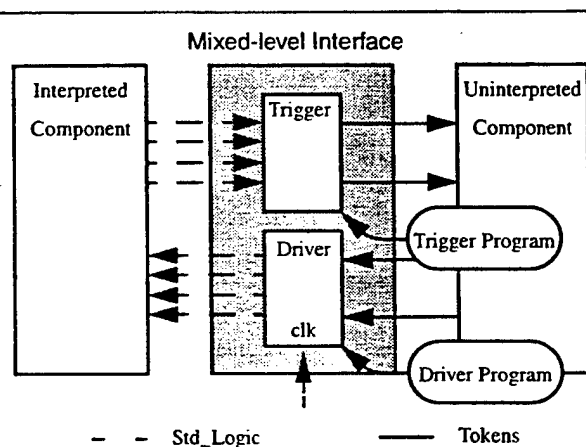 Mixed-level Interface
Interpreted
Component
Trigger
Uninterpreted
Component
Trigger Program
Driver
clk
Driver Program
Std_Logic
Tokens